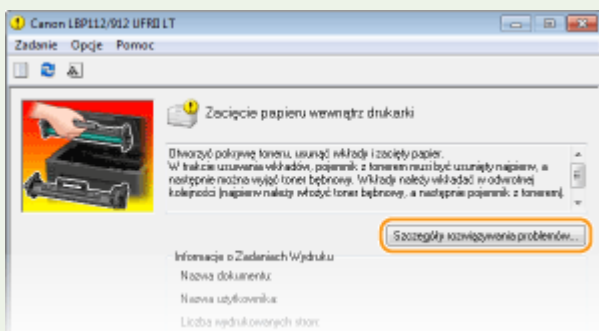 Canon LBP112/912 UFRII LT
Zadanie Opcje Pomoc
Zacięcie papieru wewnątrz drukarki
Otworzyć pokrywę toneru, usunąć wkłady i zacięty papier.
W trakcie usuwania wkładów, pojemnik z tonerem musi być usunięty najpierw, a
następnie można wyjąć toner bębnowy. Wkłady należy wkładać w odwrotnej
kolejności (najpierw należy włożyć toner bębnowy, a następnie pojemnik z tonerem).
Szczegóły rozwiązywania problemów...
Informacje o Zadaniach Wydruku
Nazwa dokumentu:
Nazwa użytkownika:
Liczba wydrukowanych stron: